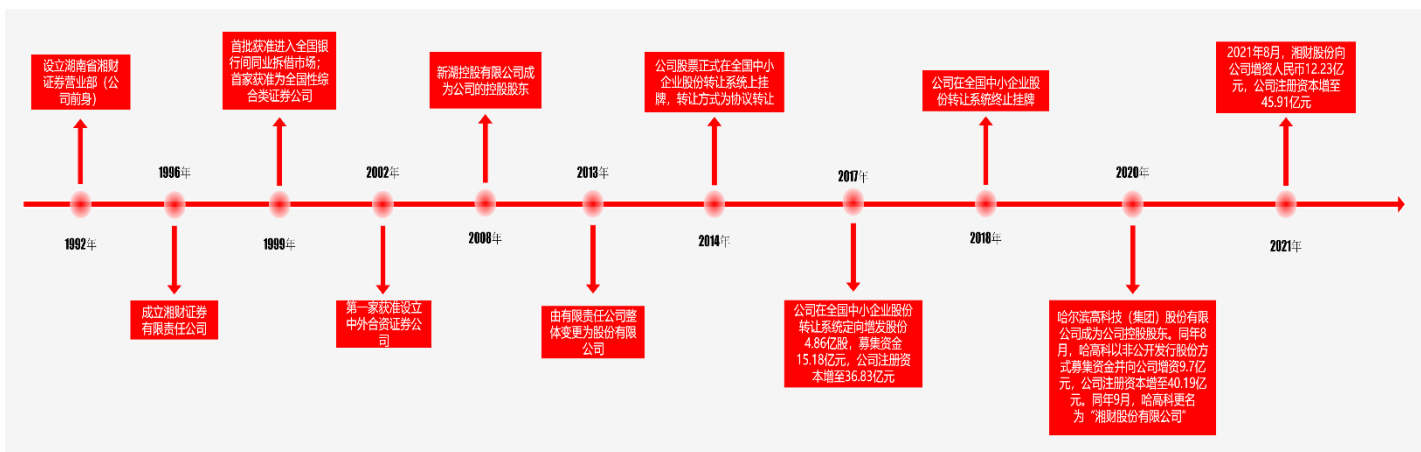 设立湖南省湘财
证券营业部（公
司前身）
1992年
1996年
成立湘财证券
有限责任公司
首批获准进入全国银
行间同业拆借市场；
首家获准为全国性综
合类证券公司
1999年
2002年
第一家获准设立
中外合资证券公
司
新湖控股有限公司成
为公司的控股股东
2008年
2013年
由有限责任公司整
体变更为股份有限
公司
公司股票正式在全国中小
企业股份转让系统上挂
牌，转让方式为协议转让
2014年
2017年
公司在全国中小企业股份
转让系统定向增发股份
4.86亿股，募集资金
15.18亿元，公司注册资
本增至36.83亿元
公司在全国中小企业股
份转让系统终止挂牌
2018年
2020年
哈尔滨高科技（集团）股份有限
公司成为公司控股股东。同年8
月，哈高科以非公开发行股份方
式募集资金并向公司增资9.7亿
元，公司注册资本增至40.19亿
元。同年9月，哈高科更名
为“湘财股份有限公司”
2021年8月，湘财股份向
公司增资人民币12.23亿
元，公司注册资本增至
45.91亿元
2021年